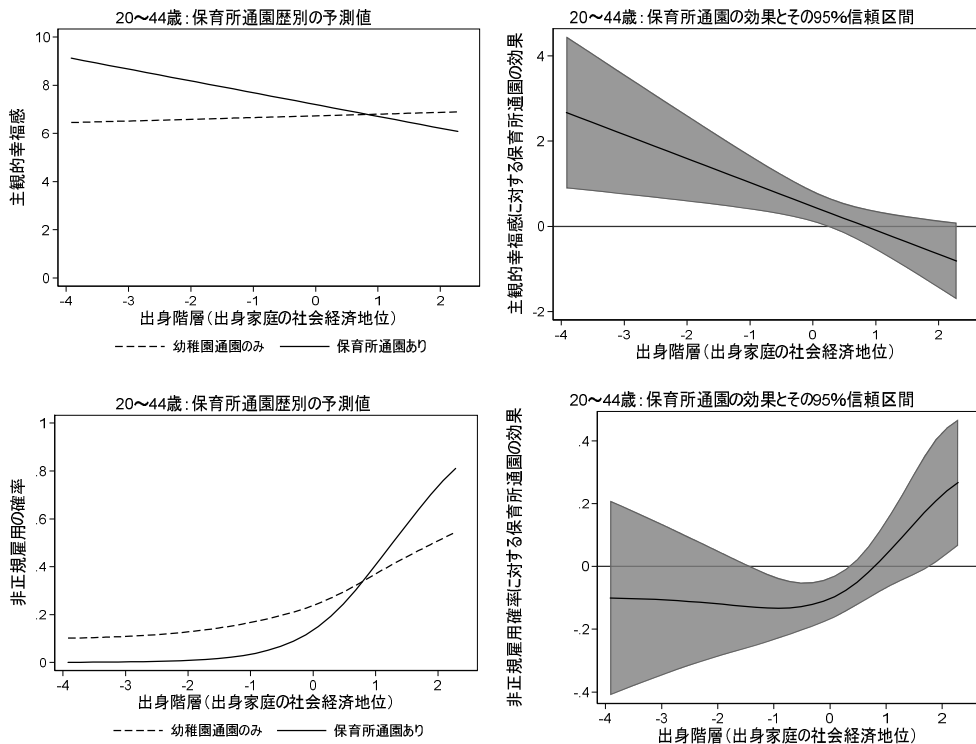 20～44歳：保育所通園歴別の予測値
主観的幸福感
10
8
6
4
2
0
-4 -3 -2 -1 0 1 2
出身階層（出身家庭の社会経済地位）
幼稚園通園のみ 保育所通園あり
20～44歳：保育所通園の効果とその95%信頼区間
主観的幸福感に対する保育所通園の効果
4
2
0
-2
-4 -3 -2 -1 0 1 2
出身階層（出身家庭の社会経済地位）
20～44歳：保育所通園歴別の予測値
非正規雇用の確率
1
.8
.6
.4
.2
0
-4 -3 -2 -1 0 1 2
出身階層（出身家庭の社会経済地位）
幼稚園通園のみ 保育所通園あり
20～44歳：保育所通園の効果とその95%信頼区間
非正規雇用確率に対する保育所通園の効果
.4
.2
0
-.2
-.4
-4 -3 -2 -1 0 1 2
出身階層（出身家庭の社会経済地位）